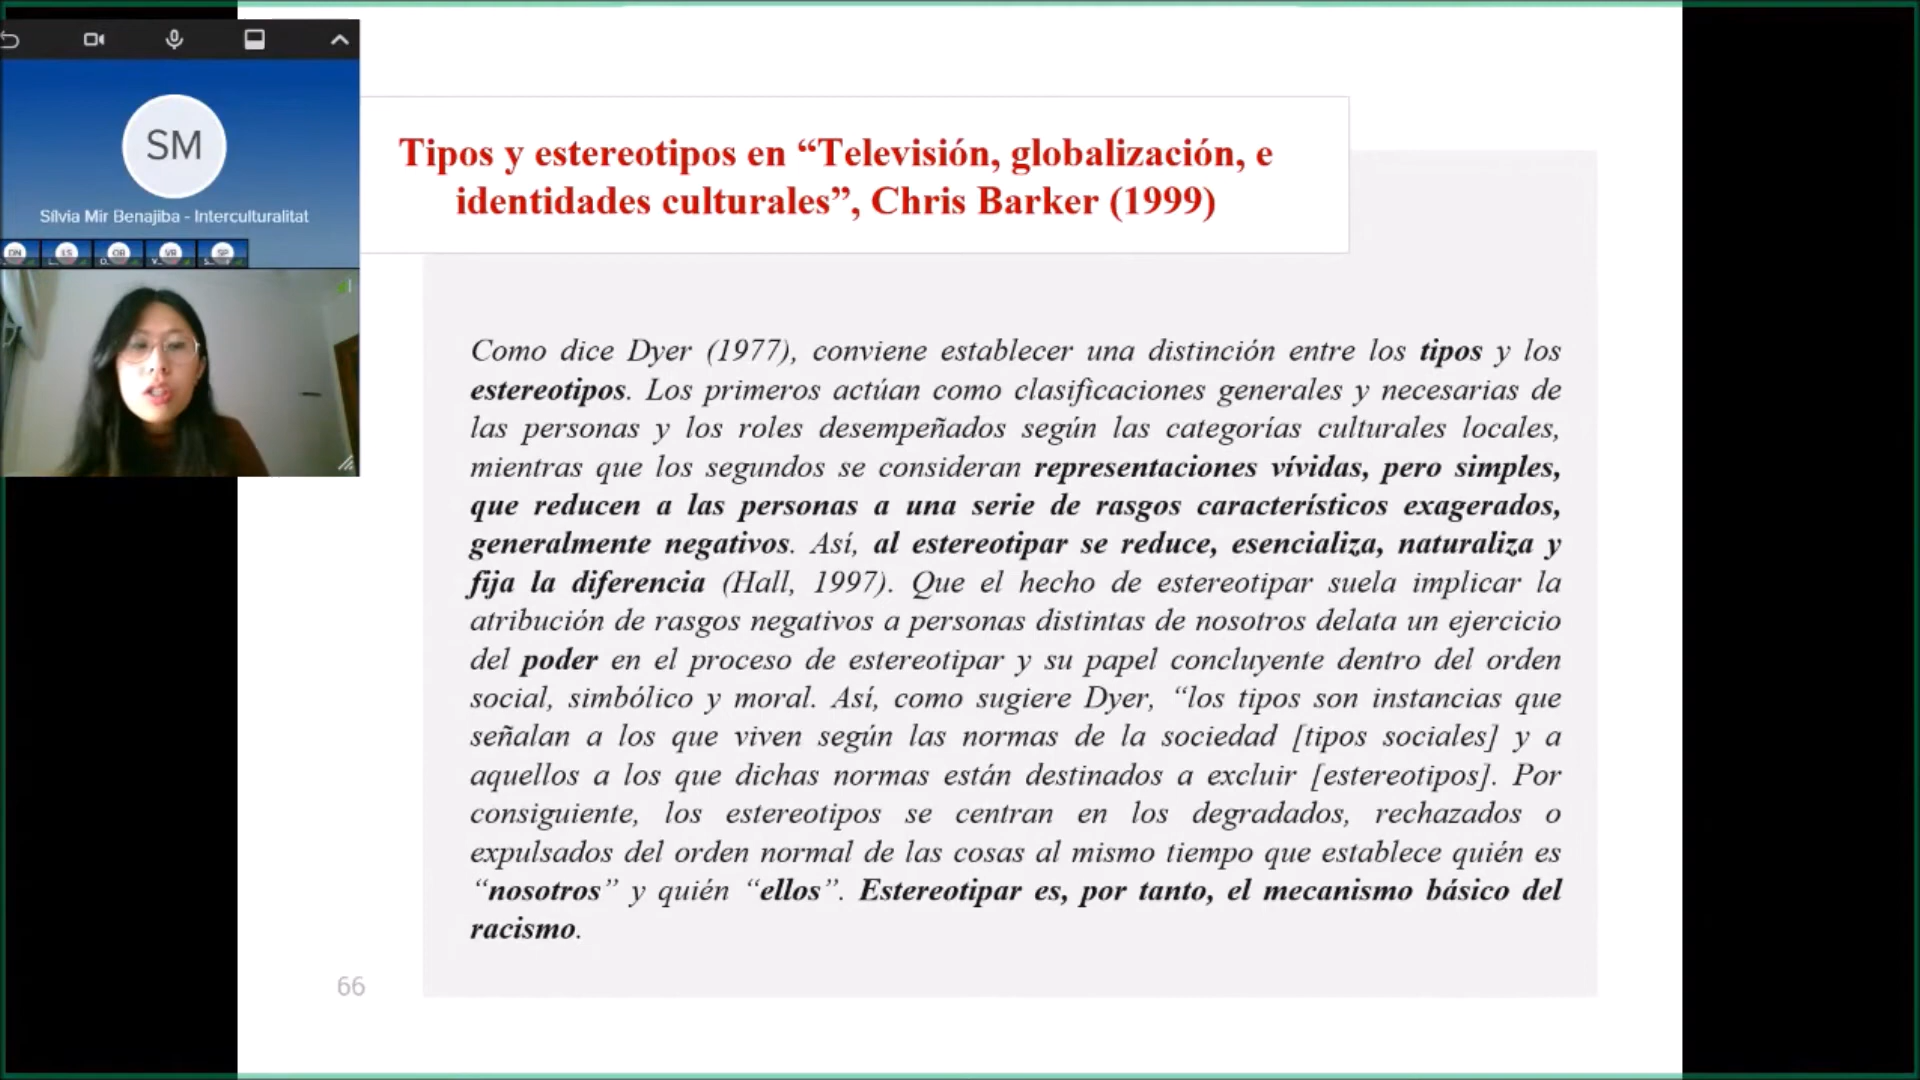 SM
Sílvia Mir Benajiba - Interculturalitat
DN
LS
OR
VR
SP
Tipos y estereotipos en “Televisión, globalización, e
identidades culturales”, Chris Barker (1999)
Como dice Dyer (1977), conviene establecer una distinción entre los tipos y los
estereotipos. Los primeros actúan como clasificaciones generales y necesarias de
las personas y los roles desempeñados según las categorías culturales locales,
mientras que los segundos se consideran representaciones vívidas, pero simples,
que reducen a las personas a una serie de rasgos característicos exagerados,
generalmente negativos. Así, al estereotipar se reduce, esencializa, naturaliza y
fija la diferencia (Hall, 1997). Que el hecho de estereotipar suela implicar la
atribución de rasgos negativos a personas distintas de nosotros delata un ejercicio
del poder en el proceso de estereotipar y su papel concluyente dentro del orden
social, simbólico y moral. Así, como sugiere Dyer, “los tipos son instancias que
señalan a los que viven según las normas de la sociedad [tipos sociales] y a
aquellos a los que dichas normas están destinados a excluir [estereotipos]. Por
consiguiente, los estereotipos se centran en los degradados, rechazados o
expulsados del orden normal de las cosas al mismo tiempo que establece quién es
“nosotros” y quién “ellos”. Estereotipar es, por tanto, el mecanismo básico del
racismo.
66